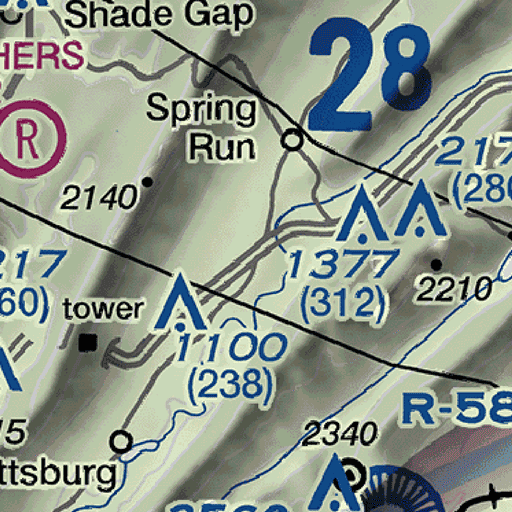 Shade Gap
HERS
28
Spring
Run
R
217
(280
2140
217
60)
1377
(312)
2210
tower
1100
(238)
R-58
15
2340
ttsburg